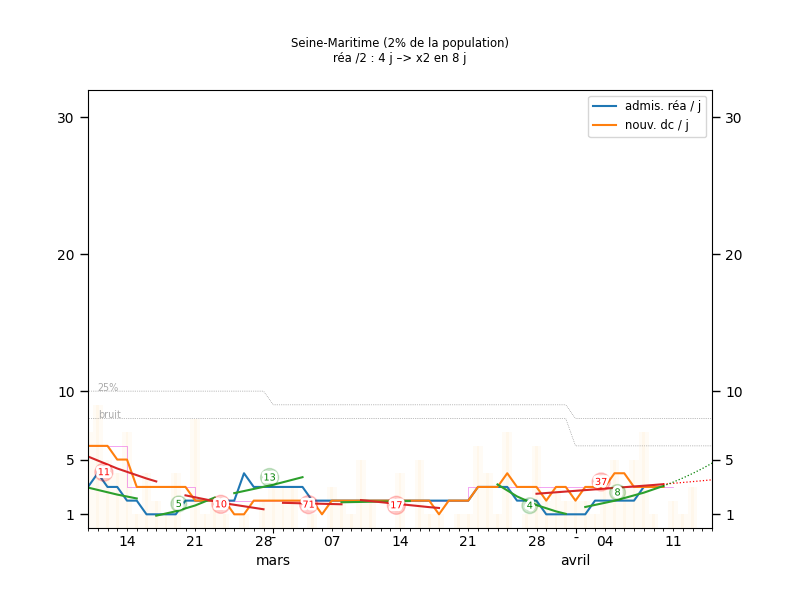 Seine-Maritime (2% de la population)
réa /2 : 4 j –> x2 en 8 j
admis. réa / j
nouv. dc / j
30 30
20 20
10 10
5 5
1 1
25%
bruit
11 5 10 13 71 17 4 37 8
14 21 28 - 07 14 21 28 - 04 11
mars avril